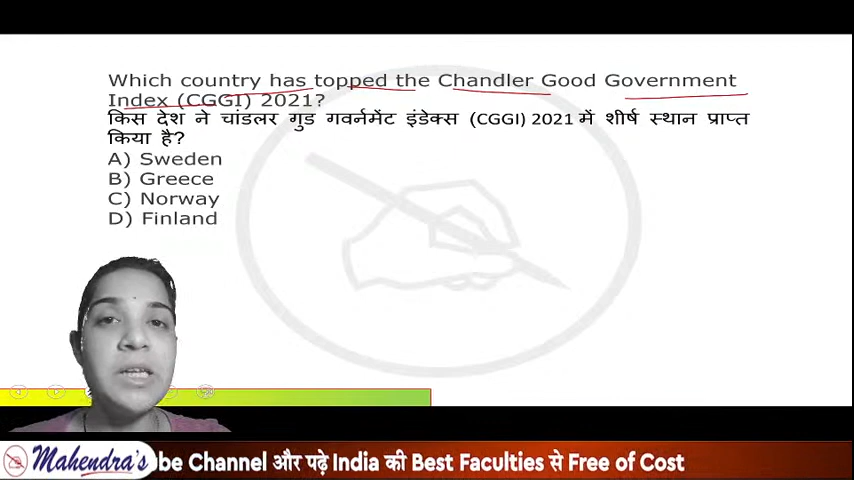 Which country has topped the Chandler Good Government
Index (CGGI) 2021?
किस देश ने चांडलर गुड गवर्नमेंट इंडेक्स (CGGI) 2021 में शीर्ष स्थान प्राप्त
किया है?
A) Sweden
B) Greece
C) Norway
D) Finland
Mahendra's
be Channel और पढ़े India की Best Faculties से Free of Cost